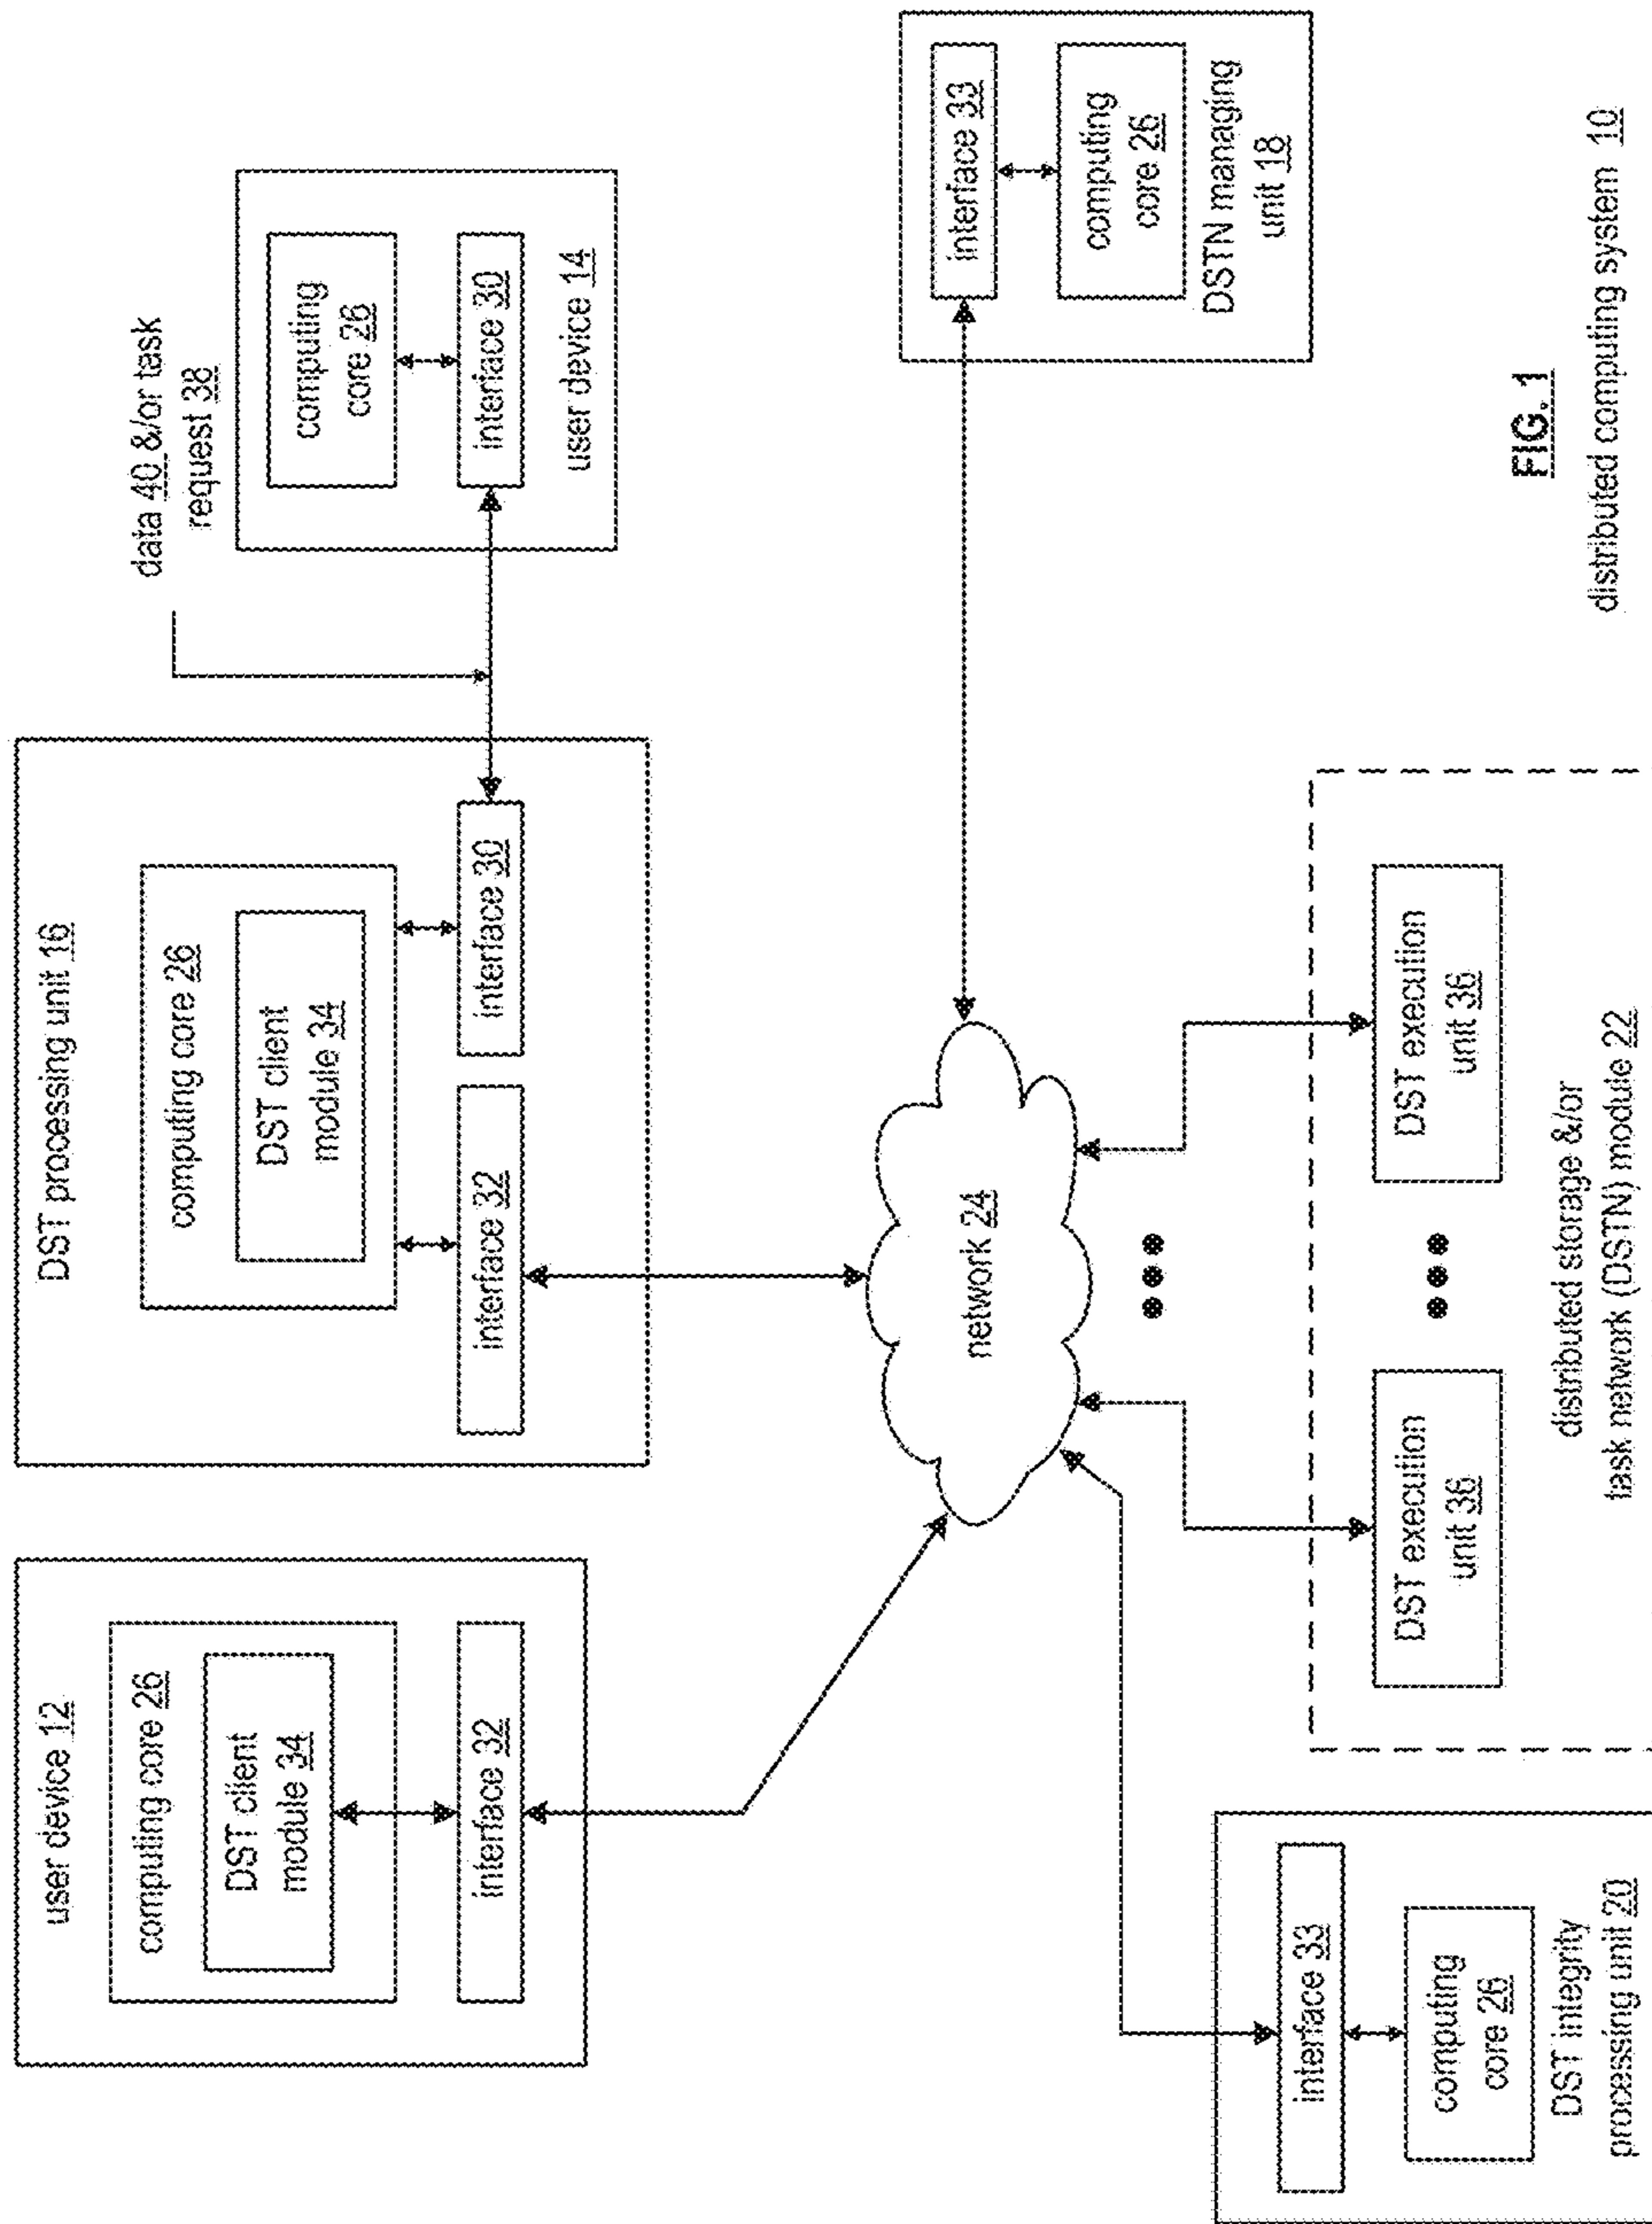 user device 12
computing core 26
DST client
module 34
interface 32
DST processing unit 16
computing core 26
DST client
module 34
interface 32
interface 30
data 40 &/or task
request 38
computing
core 26
interface 30
user device 14
network 24
interface 33
computing
core 26
DSTN managing
unit 18
interface 33
computing
core 26
DST integrity
processing unit 20
DST execution
unit 36
DST execution
unit 36
distributed storage &/or
task network (DSTN) module 22
FIG. 1
distributed computing system 10